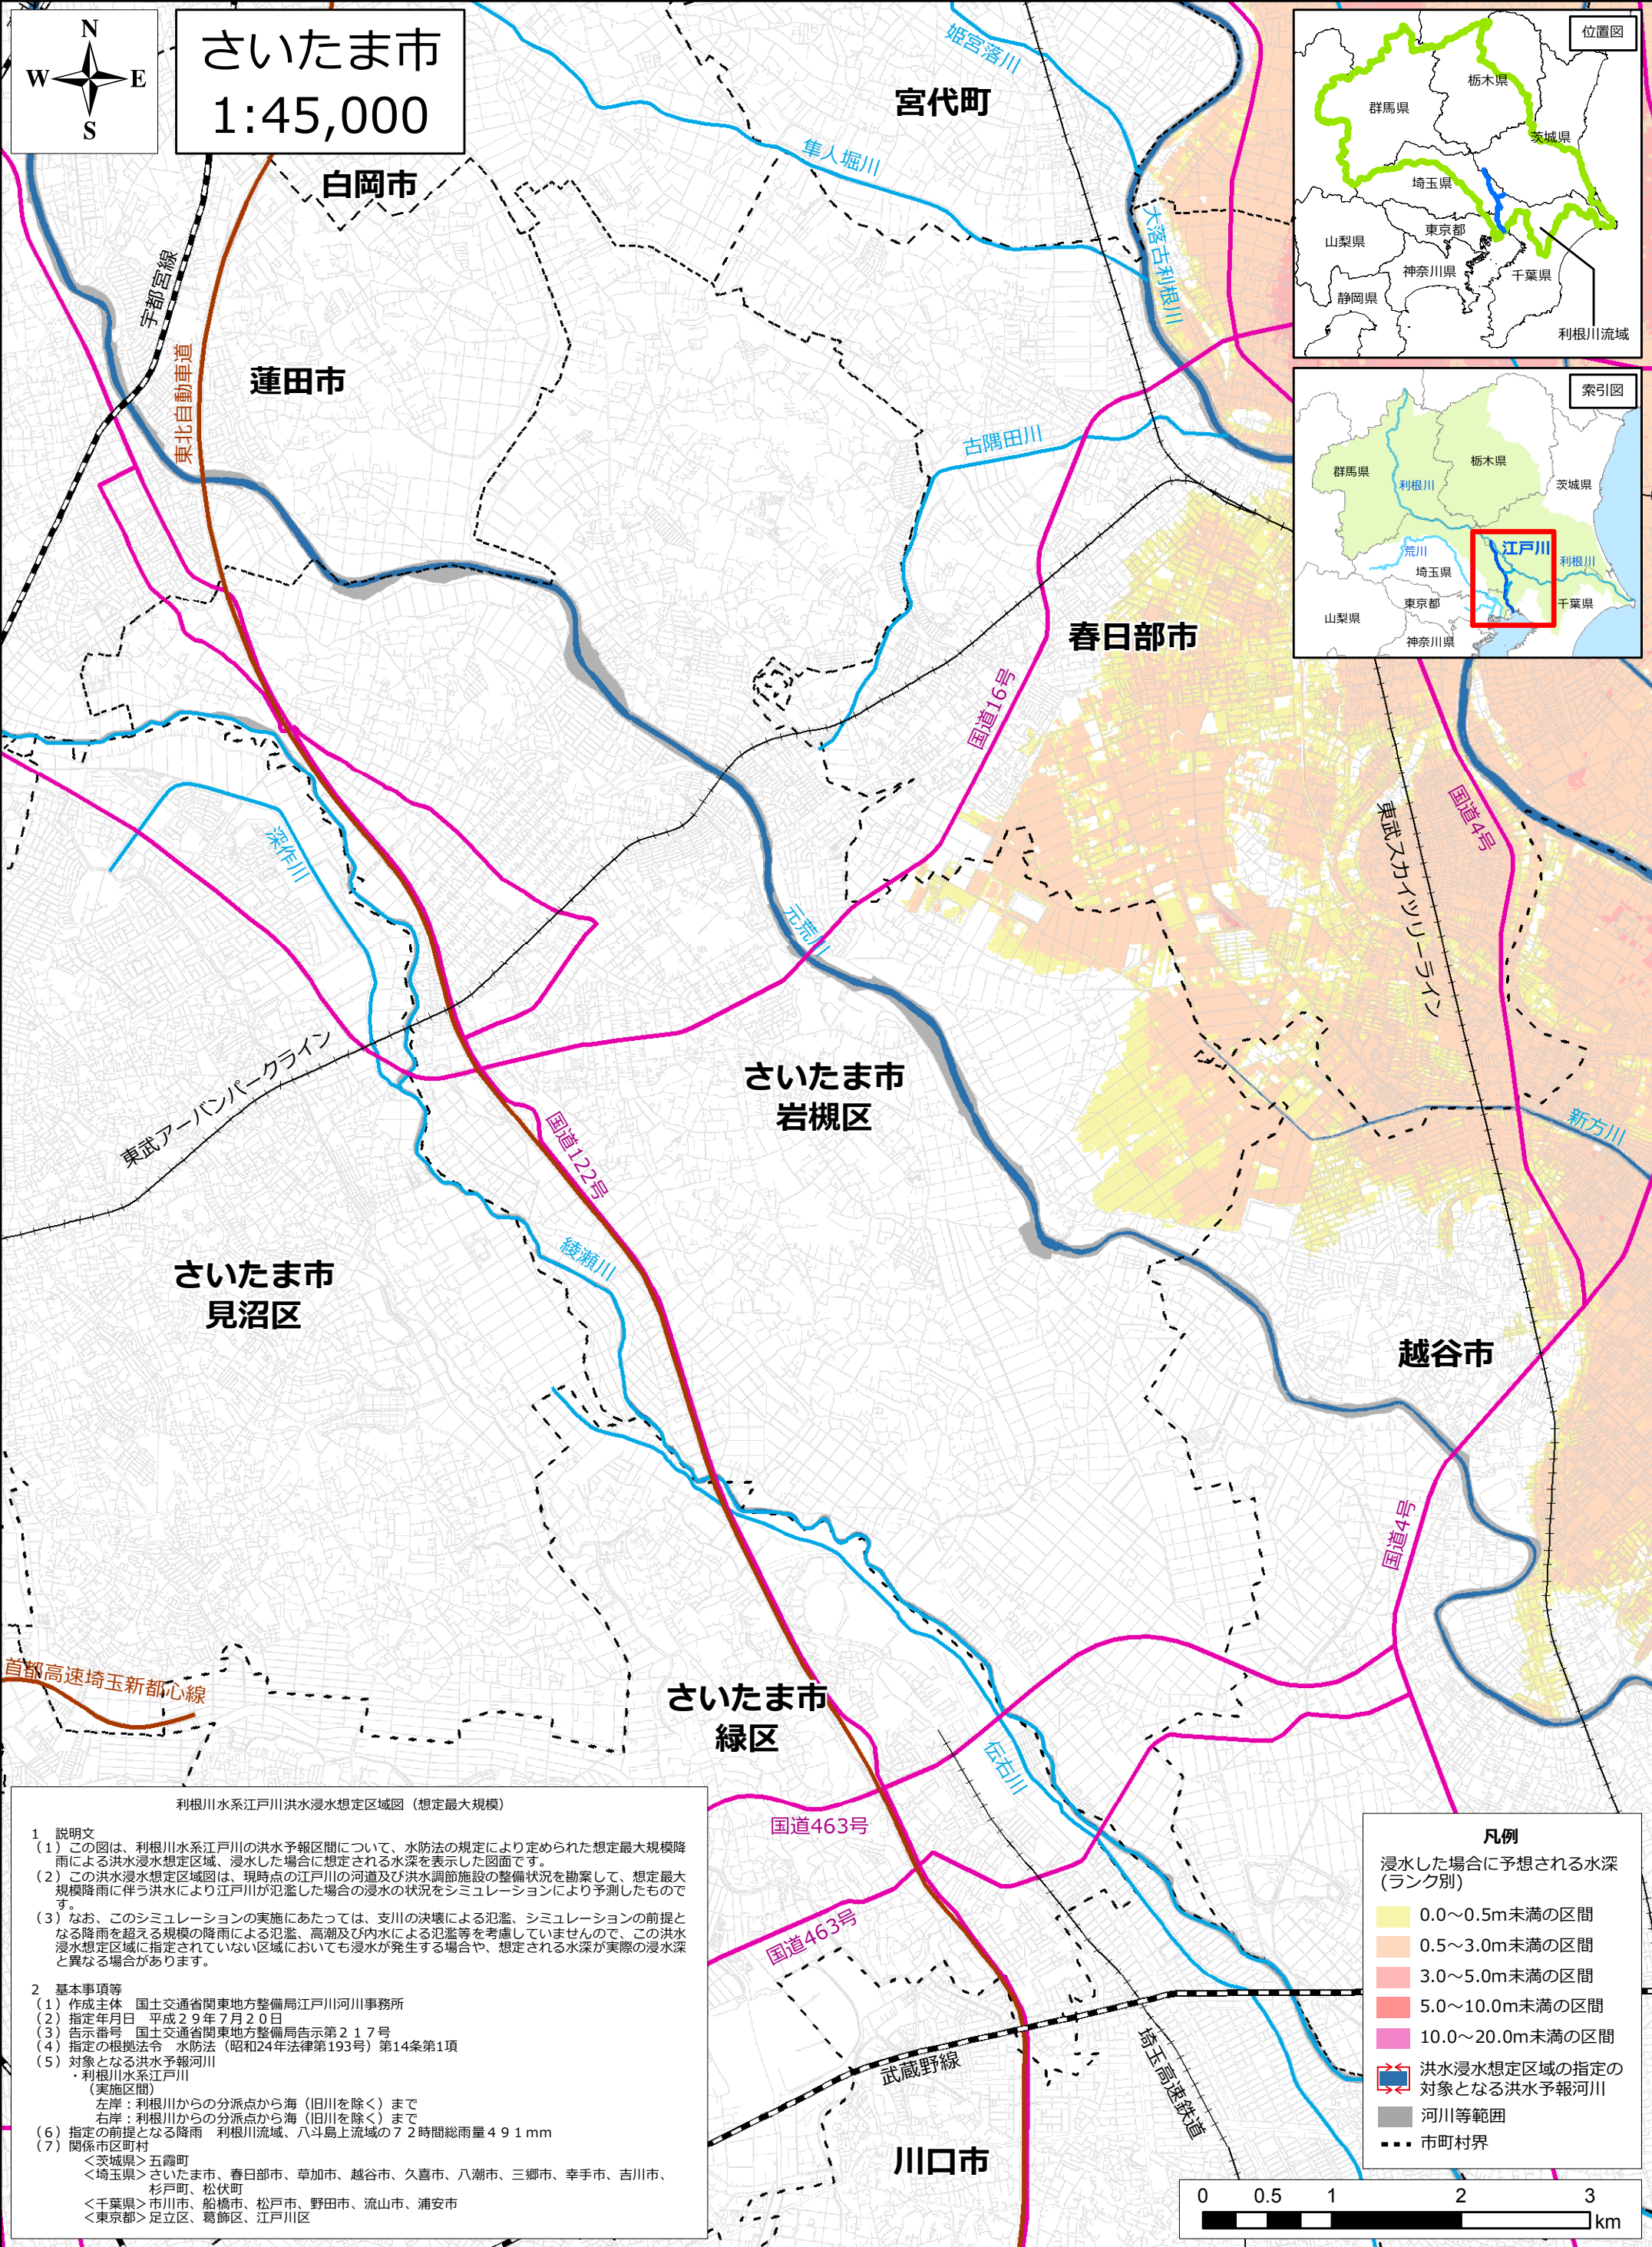 N
W E
S
さいたま市
1:45,000
位置図
栃木県
群馬県
茨城県
埼玉県
東京都
山梨県
神奈川県
千葉県
静岡県
利根川流域
索引図
栃木県
群馬県
茨城県
利根川
江戸川
荒川
利根川
埼玉県
東京都
千葉県
山梨県
神奈川県
姫宮落川
宮代町
隼人堀川
白岡市
大落古利根川
宇都宮線
東北自動車道
蓮田市
古隅田川
春日部市
国道16号
国道4号
東武スカイツリーライン
深作川
元荒川
東武アーバンパークライン
さいたま市
岩槻区
国道122号
新方川
綾瀬川
さいたま市
見沼区
越谷市
国道4号
首都高速埼玉新都心線
さいたま市
緑区
伝右川
国道463号
国道463号
武蔵野線
埼玉高速鉄道
川口市
利根川水系江戸川洪水浸水想定区域図（想定最大規模）
1 説明文
（1）この図は、利根川水系江戸川の洪水予報区間について、水防法の規定により定められた想定最大規模降
雨による洪水浸水想定区域、浸水した場合に想定される水深を表示した図面です。
（2）この洪水浸水想定区域図は、現時点の江戸川の河道及び洪水調節施設の整備状況を勘案して、想定最大
規模降雨に伴う洪水により江戸川が氾濫した場合の浸水の状況をシミュレーションにより予測したもので
す。
（3）なお、このシミュレーションの実施にあたっては、支川の決壊による氾濫、シミュレーションの前提と
なる降雨を超える規模の降雨による氾濫、高潮及び内水による氾濫等を考慮していませんので、この洪水
浸水想定区域に指定されていない区域においても浸水が発生する場合や、想定される水深が実際の浸水深
と異なる場合があります。
2 基本事項等
（1）作成主体 国土交通省関東地方整備局江戸川河川事務所
（2）指定年月日 平成２９年７月２０日
（3）告示番号 国土交通省関東地方整備局告示第２１７号
（4）指定の根拠法令 水防法（昭和24年法律第193号）第14条第1項
（5）対象となる洪水予報河川
・利根川水系江戸川
（実施区間）
左岸：利根川からの分派点から海（旧川を除く）まで
右岸：利根川からの分派点から海（旧川を除く）まで
（6）指定の前提となる降雨 利根川流域、八斗島上流域の７２時間総雨量４９１mm
（7）関係市区町村
＜茨城県＞五霞町
＜埼玉県＞さいたま市、春日部市、草加市、越谷市、久喜市、八潮市、三郷市、幸手市、吉川市、
杉戸町、松伏町
＜千葉県＞市川市、船橋市、松戸市、野田市、流山市、浦安市
＜東京都＞足立区、葛飾区、江戸川区
凡例
浸水した場合に予想される水深
(ランク別)
0.0～0.5m未満の区間
0.5～3.0m未満の区間
3.0～5.0m未満の区間
5.0～10.0m未満の区間
10.0～20.0m未満の区間
洪水浸水想定区域の指定の
対象となる洪水予報河川
河川等範囲
市町村界
0 0.5 1 2 3
km